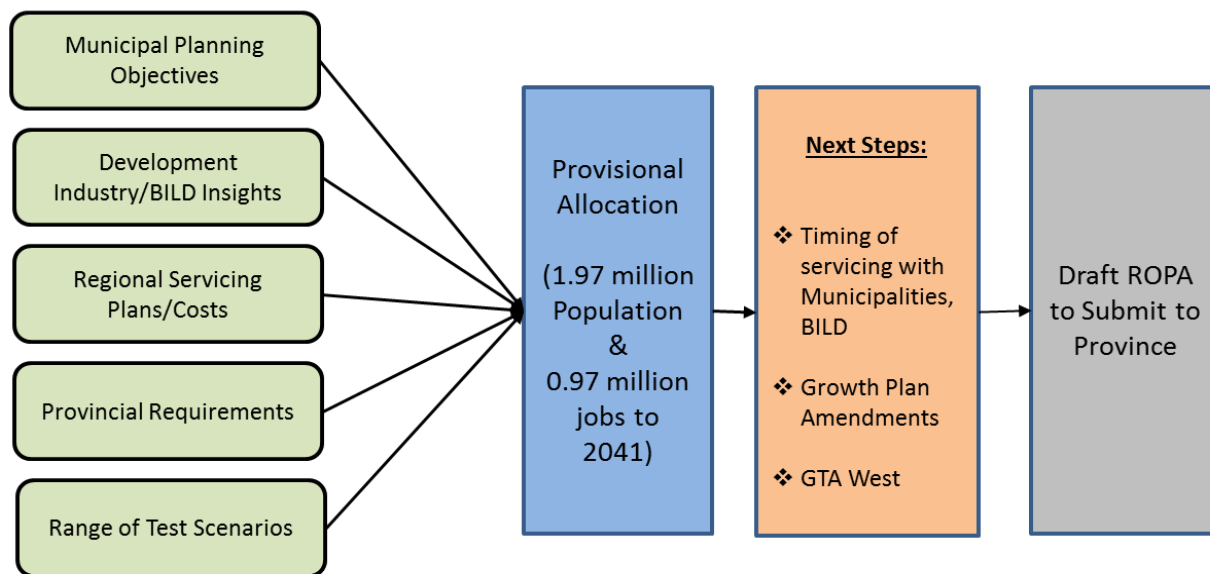 Municipal Planning
Objectives
Development
Industry/BILD Insights
Regional Servicing
Plans/Costs
Provincial Requirements
Range of Test Scenarios
Provisional
Allocation
(1.97 million
Population
&
0.97 million
jobs to
2041)
Next Steps:
❖ Timing of
servicing with
Municipalities,
BILD
❖ Growth Plan
Amendments
❖ GTA West
Draft ROPA
to Submit to
Province